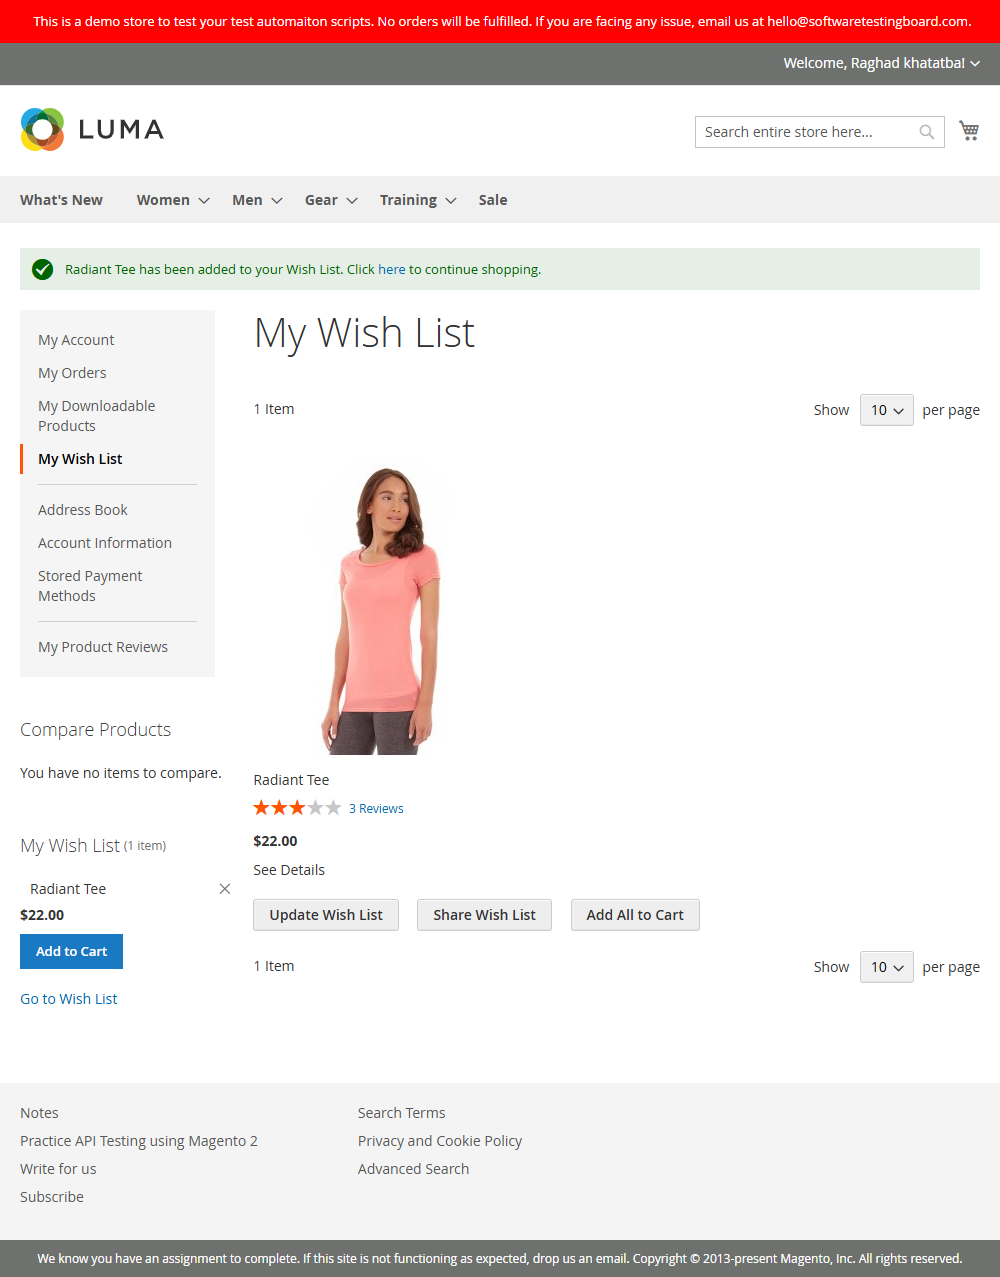 This is a demo store to test your test automaiton scripts. No orders will be fulfilled. If you are facing any issue, email us at hello@softwaretestingboard.com.
Welcome, Raghad khatatba!
LUMA
Search entire store here...
What's New Women Men Gear Training Sale
Radiant Tee has been added to your Wish List. Click here to continue shopping.
My Account
My Orders
My Downloadable
Products
My Wish List
Address Book
Account Information
Stored Payment
Methods
My Product Reviews
Compare Products
You have no items to compare.
My Wish List (1 item)
Radiant Tee
$22.00
Add to Cart
Go to Wish List
My Wish List
1 Item
Show 10 per page
Radiant Tee
3 Reviews
$22.00
See Details
Update Wish List Share Wish List Add All to Cart
1 Item
Show 10 per page
Notes
Practice API Testing using Magento 2
Write for us
Subscribe
Search Terms
Privacy and Cookie Policy
Advanced Search
We know you have an assignment to complete. If this site is not functioning as expected, drop us an email. Copyright © 2013-present Magento, Inc. All rights reserved.